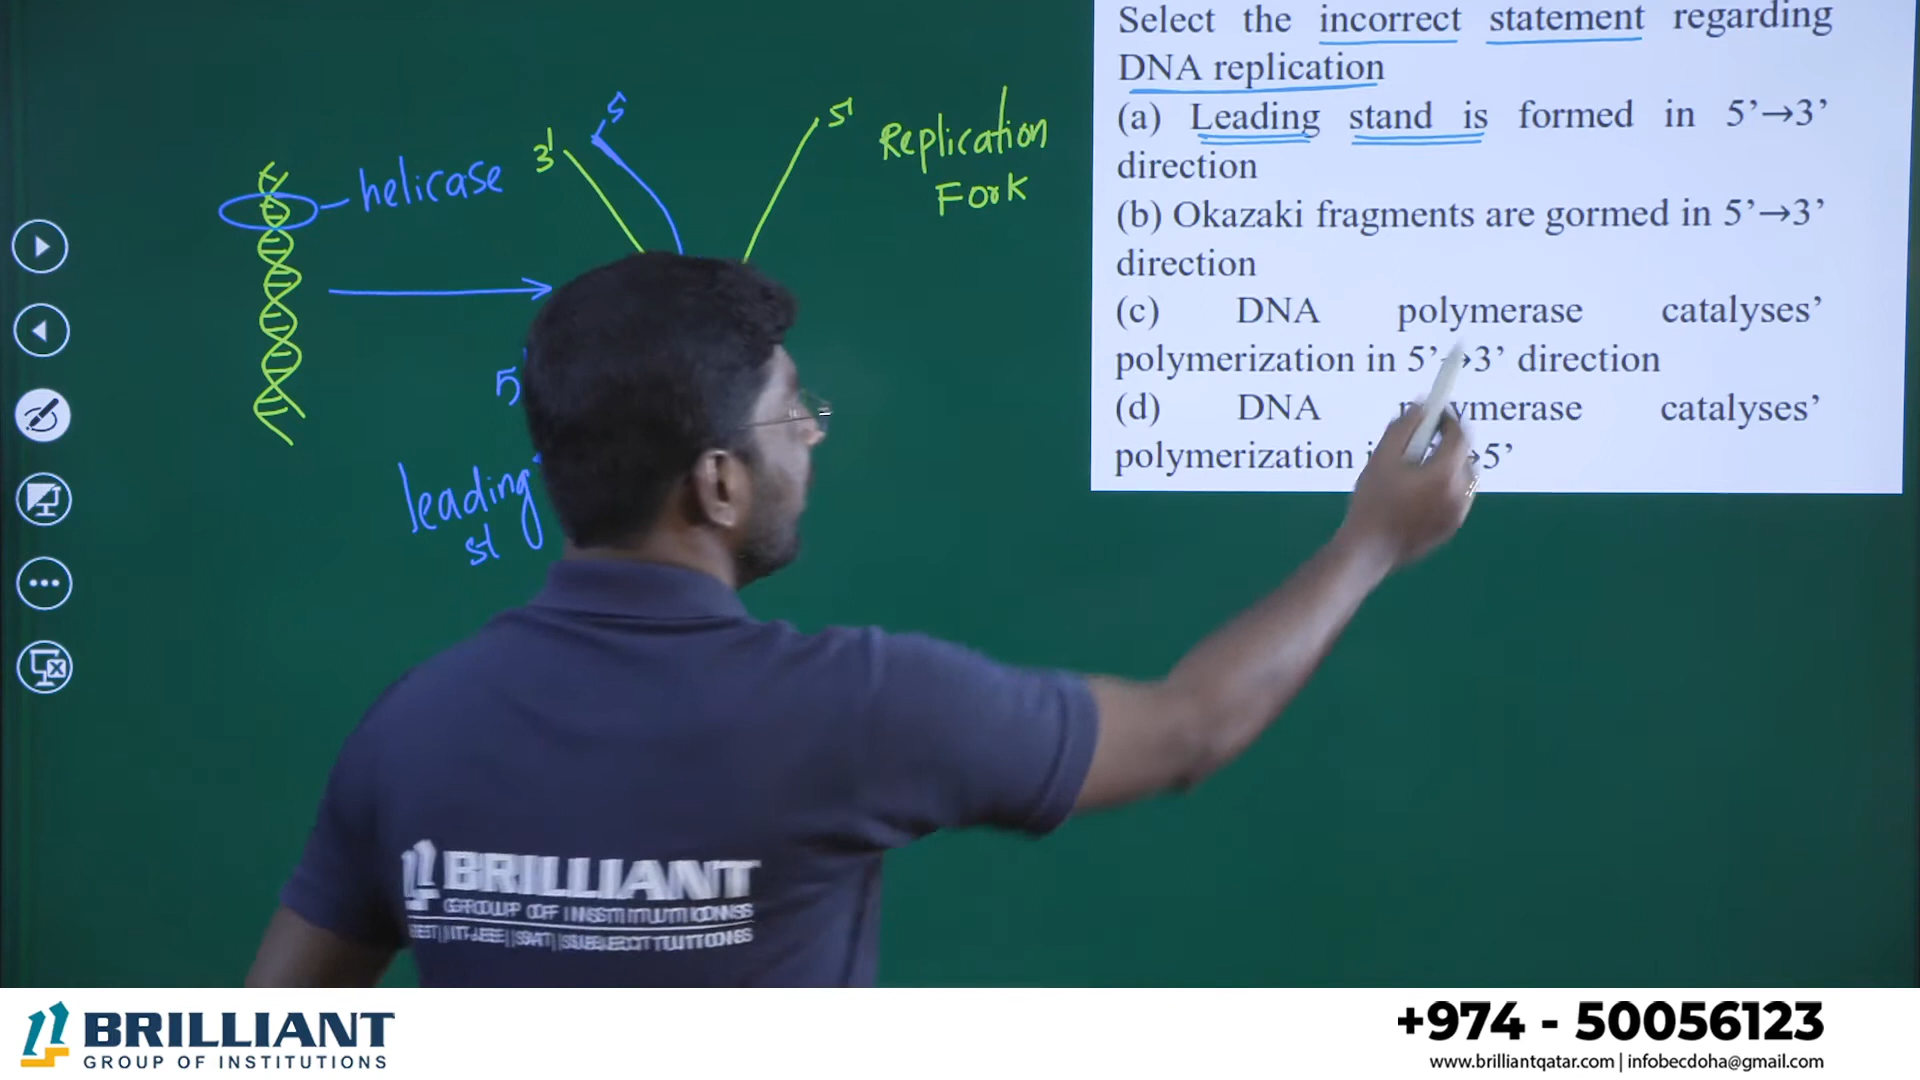 Select the incorrect statement regarding
DNA replication
(a) Leading stand is formed in 5’→3’
direction
(b) Okazaki fragments are gormed in 5’→3’
direction
(c) DNA polymerase catalyses’
polymerization in 5’→3’ direction
(d) DNA polymerase catalyses’
polymerization 5’
helicase
3'
5
5'
Replication
Fork
5
leading
st
BRILLIANT
GROUP OF INSTITUTIONS
BRILLIANT
GROUP OF INSTITUTIONS
+974 - 50056123
www.brilliantqatar.com | infobecdoha@gmail.com